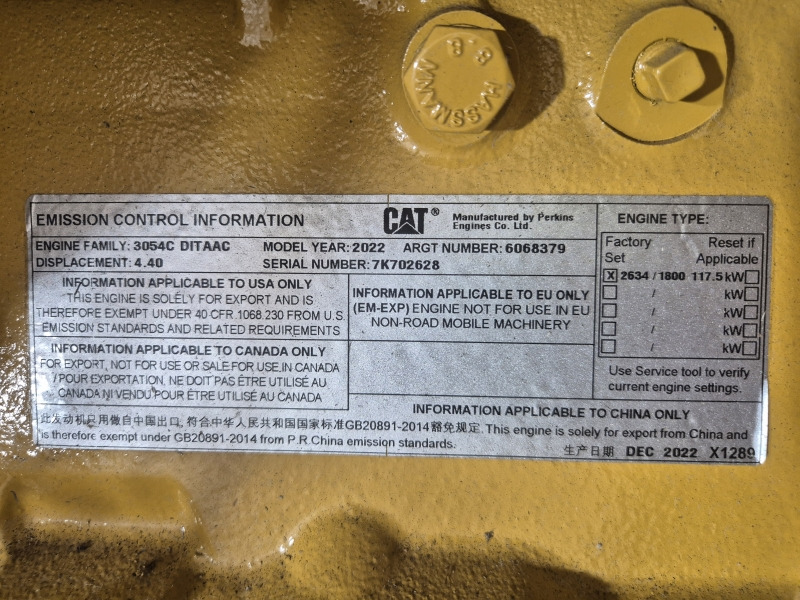 B.B.
MASSMKANN
EMISSION CONTROL INFORMATION
CAT®
Manufactured by Perkins
Engines Co. Ltd.
ENGINE FAMILY: 3054C DITAAC
MODEL YEAR: 2022
ARGT NUMBER: 6068379
DISPLACEMENT: 4.40
SERIAL NUMBER: 7K702628
ENGINE TYPE:
Factory
Set
Reset if
Applicable
X 2634 / 1800 117.5 kW
/ kW
/ kW
/ kW
/ kW
Use Service tool to verify
current engine settings.
INFORMATION APPLICABLE TO USA ONLY
THIS ENGINE IS SOLELY FOR EXPORT AND IS
THEREFORE EXEMPT UNDER 40 CFR.1068.230 FROM U.S.
EMISSION STANDARDS AND RELATED REQUIREMENTS
INFORMATION APPLICABLE TO EU ONLY
(EM-EXP) ENGINE NOT FOR USE IN EU
NON-ROAD MOBILE MACHINERY
INFORMATION APPLICABLE TO CANADA ONLY
FOR EXPORT, NOT FOR USE OR SALE FOR USE,IN CANADA
/ POUR EXPORTATION, NE DOIT PAS ÊTRE UTILISÉ AU
CANADA NI VENDU POUR ÊTRE UTILISÉ AU CANADA
INFORMATION APPLICABLE TO CHINA ONLY
此发动机只用做自中国出口, 符合中华人民共和国国家标准GB20891-2014豁免规定. This engine is solely for export from China and
is therefore exempt under GB20891-2014 from P.R.China emission standards.
生产日期 DEC 2022 X1289